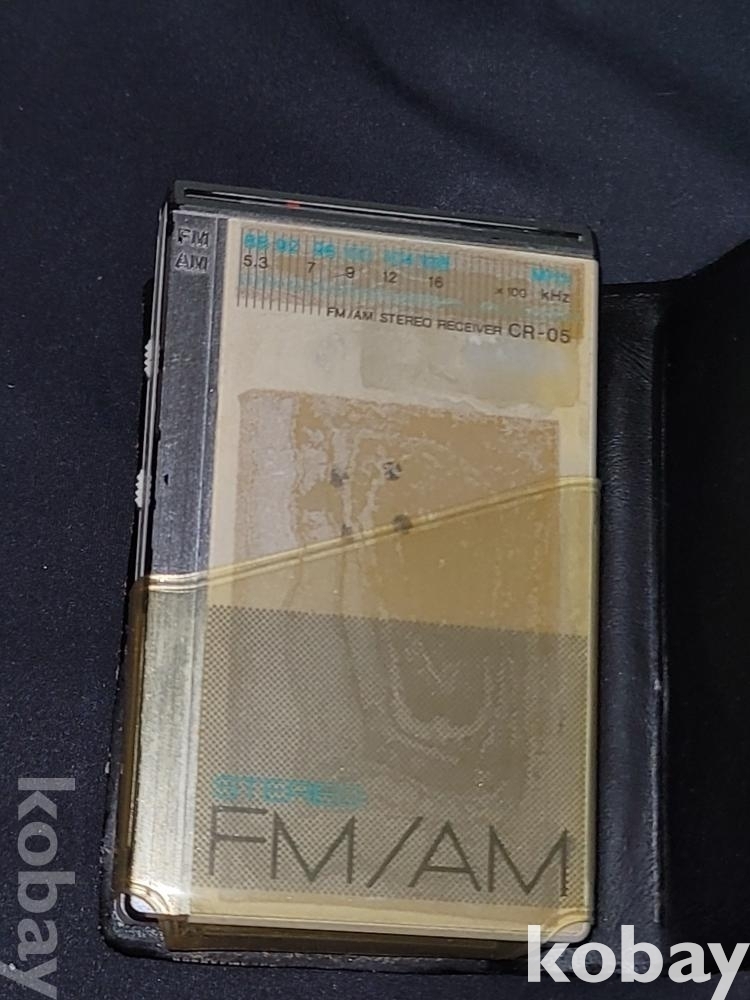 FM
AM
88 92 96 100 104 108 MHz
5.3 7 9 12 16 x100 kHz
FM/AM STEREO RECEIVER CR-05
STEREO
FM/AM
kobay
kobay